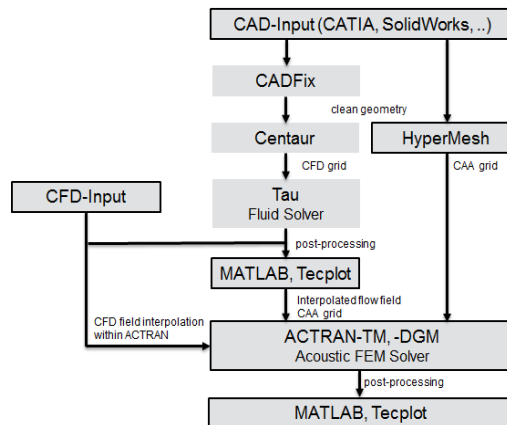 CAD-Input (CATIA, SolidWorks, ..)
CADFix
clean geometry
Centaur
HyperMesh
CFD grid
CAA grid
CFD-Input
Tau
Fluid Solver
post-processing
MATLAB, Tecplot
Interpolated flow field
CAA grid
CFD field interpolation
within ACTRAN
ACTRAN-TM, -DGM
Acoustic FEM Solver
post-processing
MATLAB, Tecplot